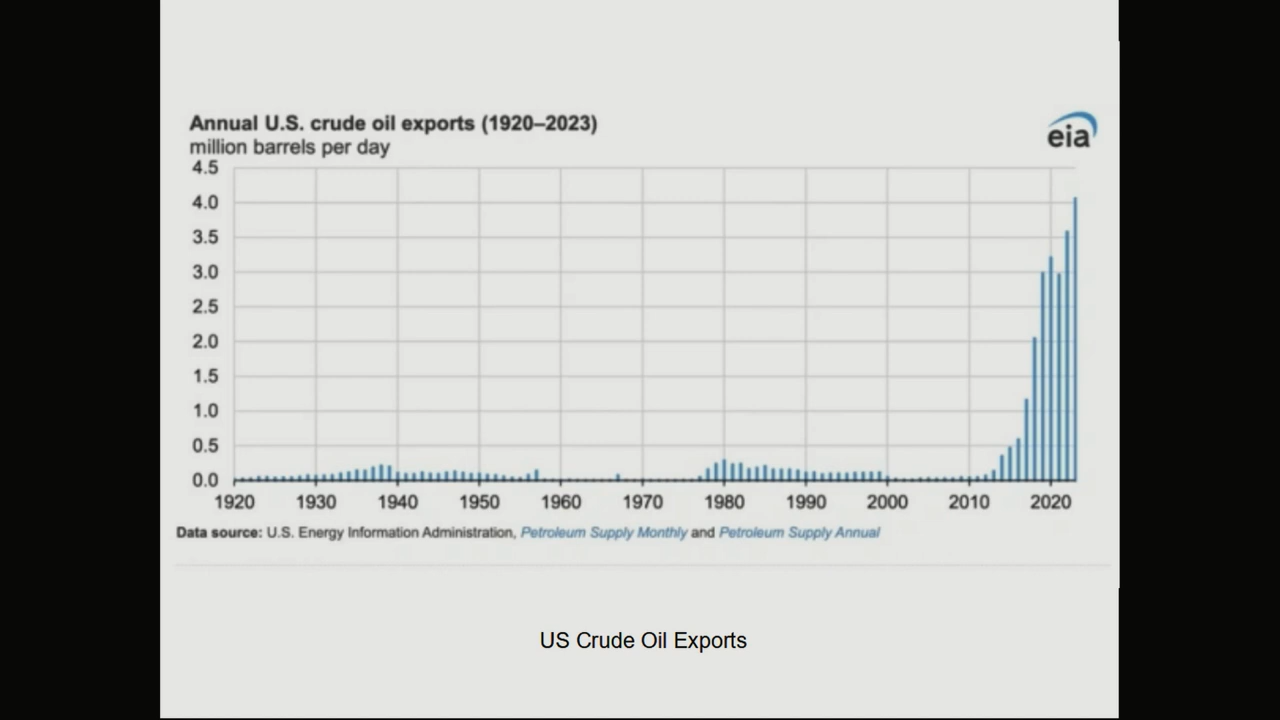 Annual U.S. crude oil exports (1920–2023)
eia
million barrels per day
4.5
4.0
3.5
3.0
2.5
2.0
1.5
1.0
0.5
0.0
1920 1930 1940 1950 1960 1970 1980 1990 2000 2010 2020
Data source: U.S. Energy Information Administration, Petroleum Supply Monthly and Petroleum Supply Annual
US Crude Oil Exports